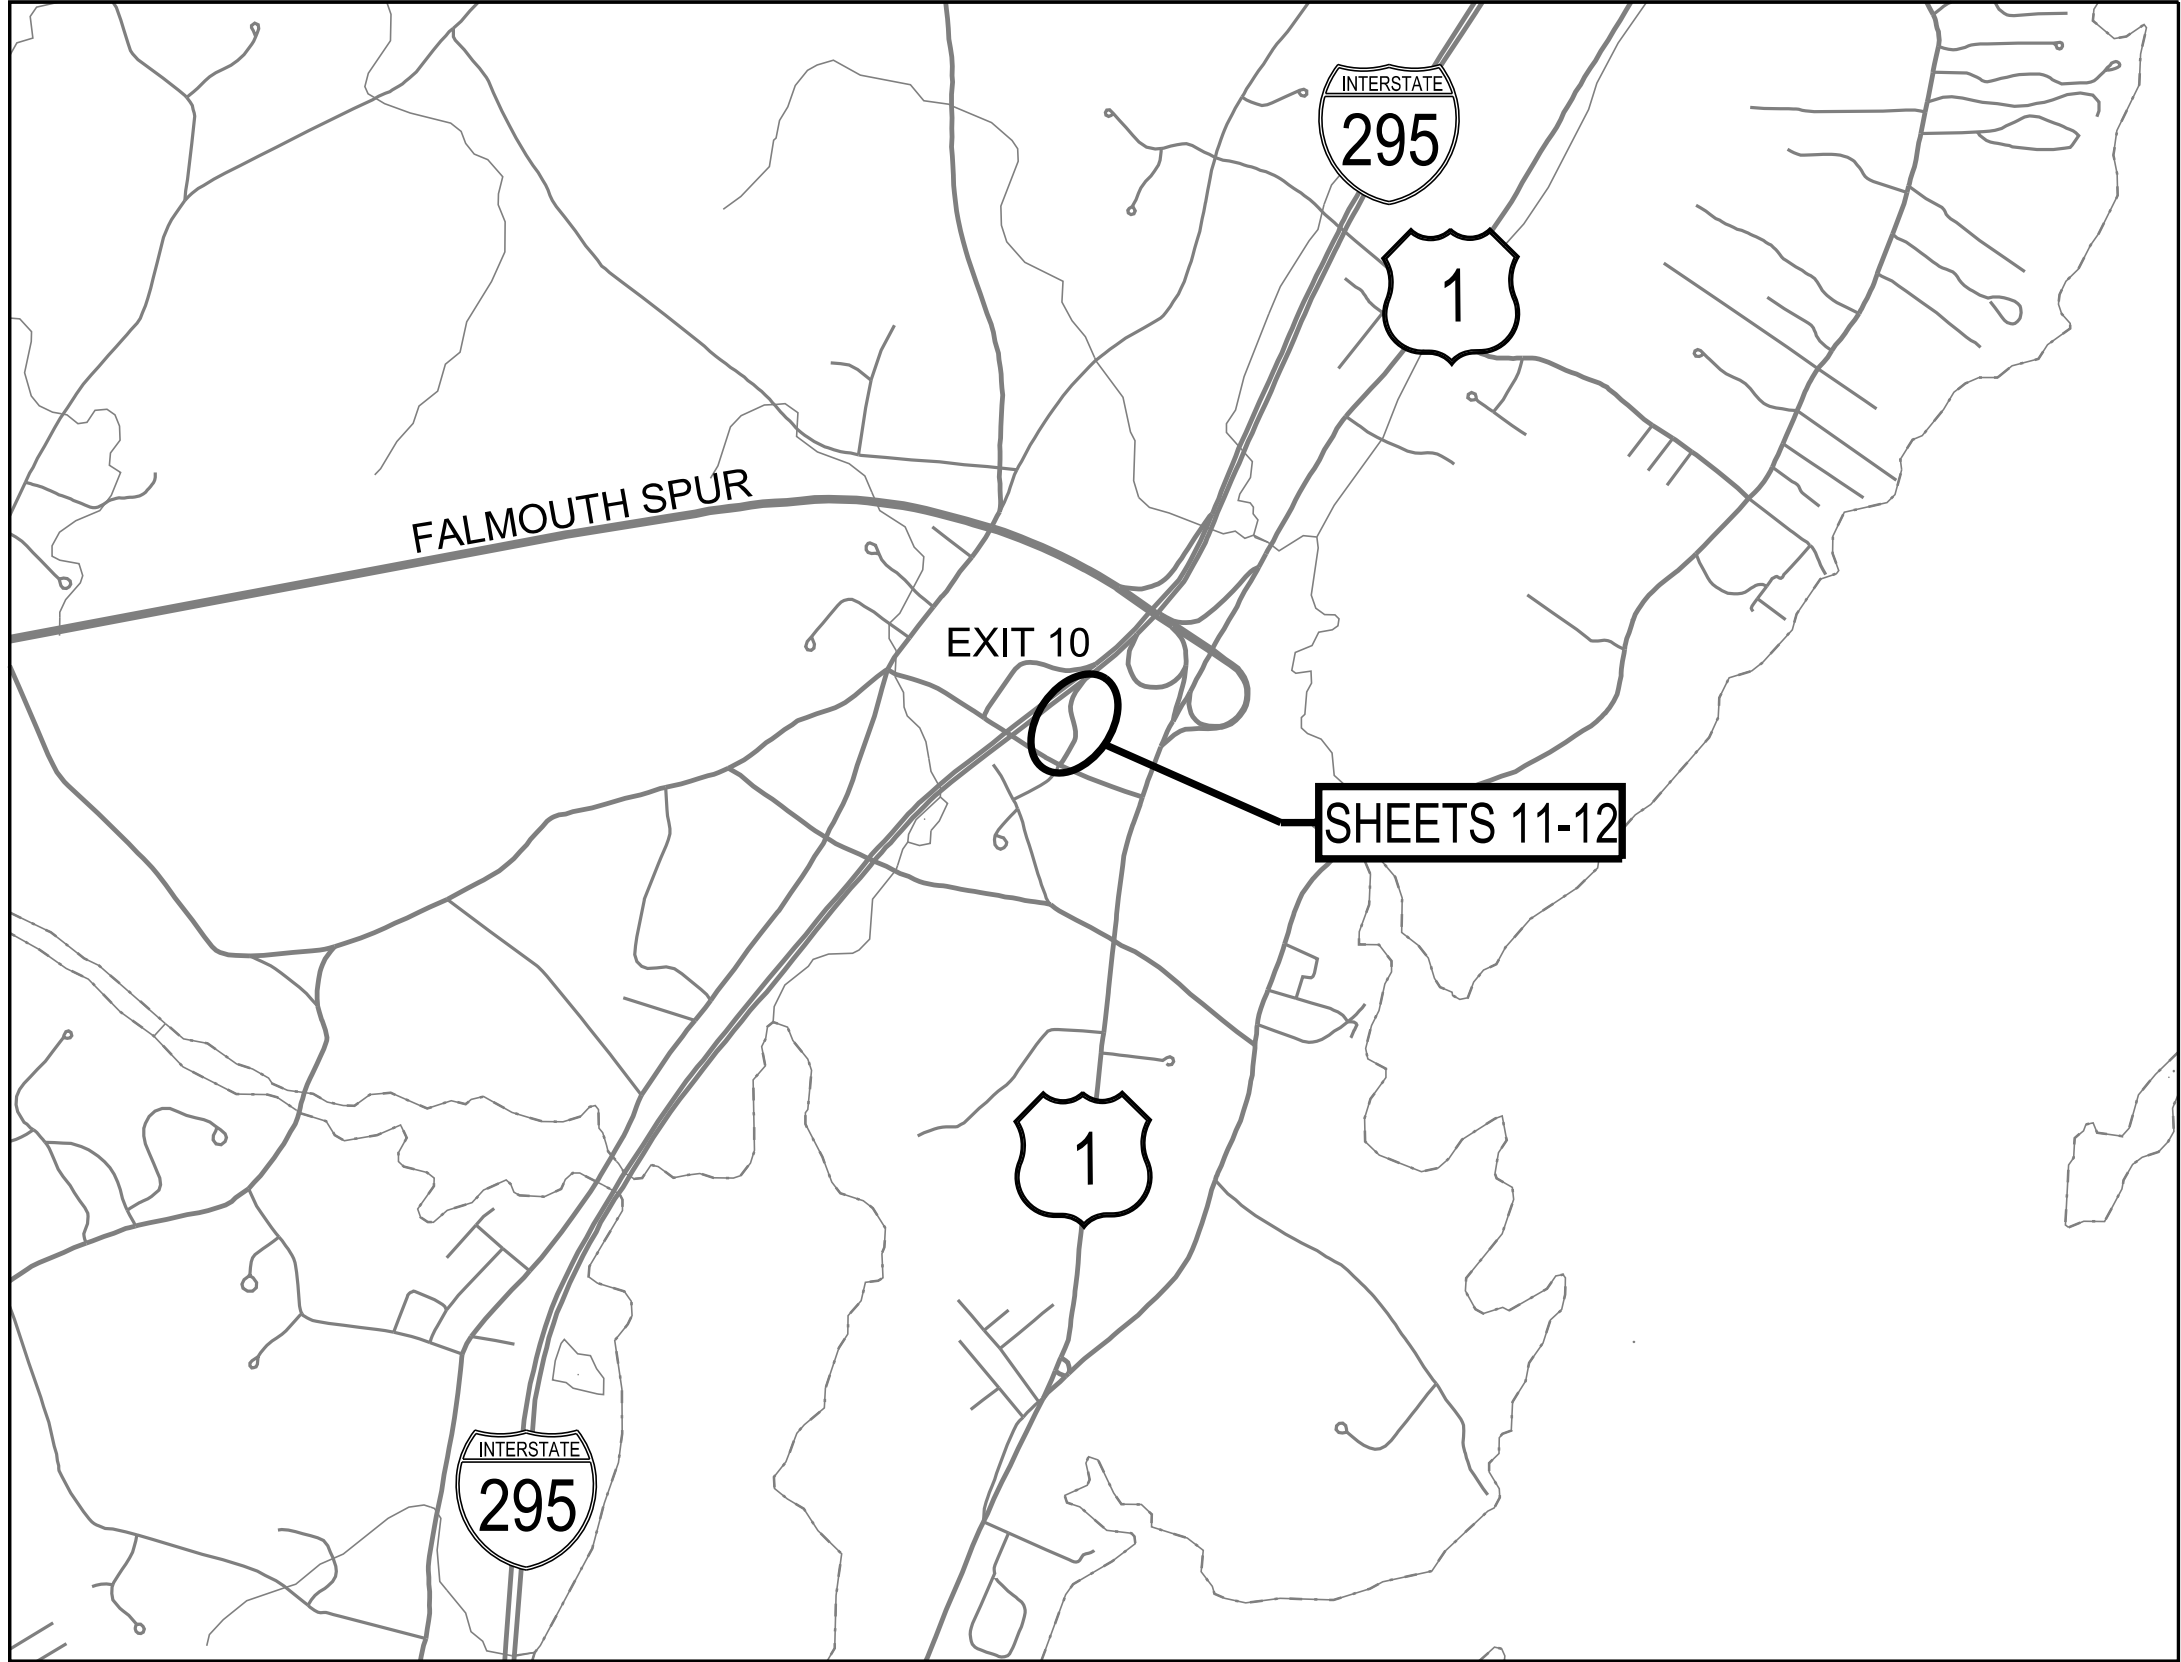 INTERSTATE
295
1
FALMOUTH SPUR
EXIT 10
SHEETS 11-12
1
INTERSTATE
295